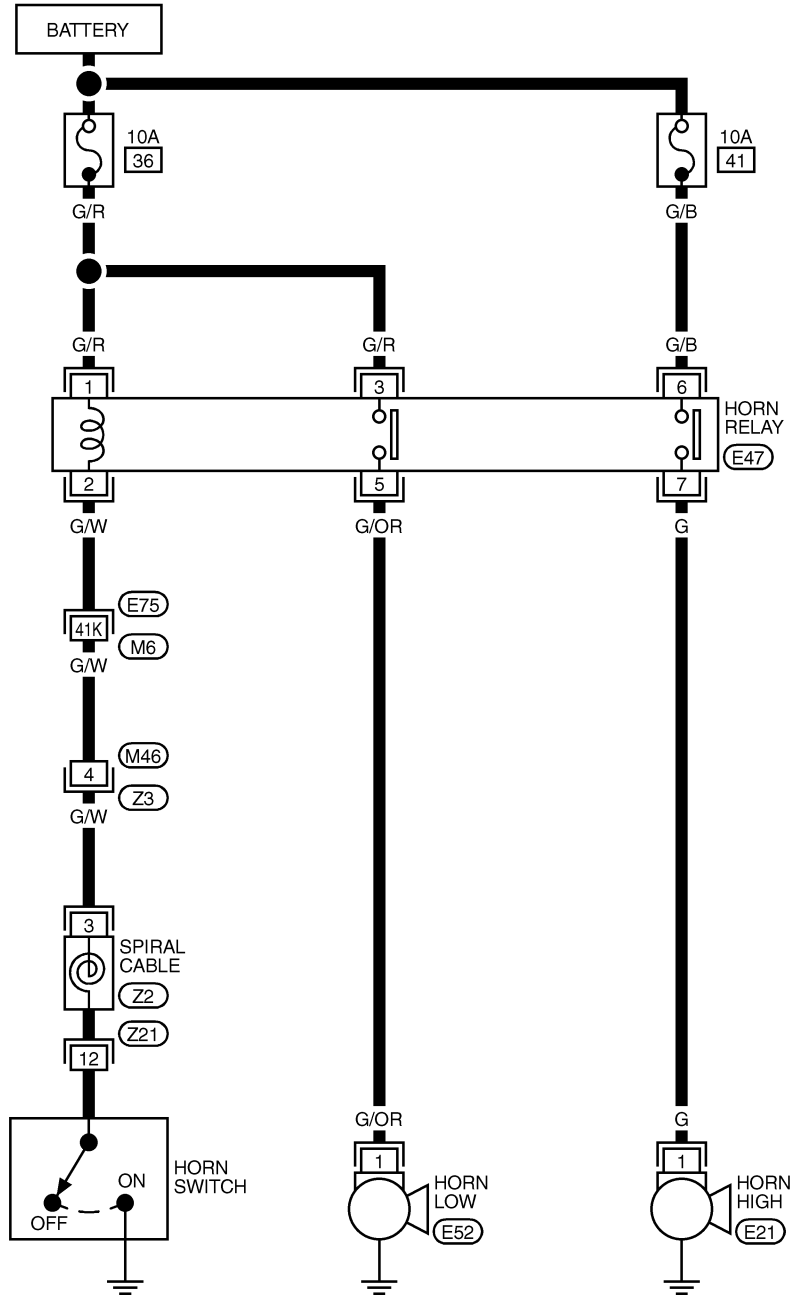 BATTERY
10A
36
10A
41
G/R
G/B
G/R
G/R
G/B
1
3
6
HORN
RELAY
E47
2
5
7
G/W
G/OR
G
E75
41K
M6
G/W
M46
4
Z3
G/W
3
SPIRAL
CABLE
Z2
Z21
12
G/OR
G
HORN
SWITCH
ON
OFF
1
HORN
LOW
E52
1
HORN
HIGH
E21